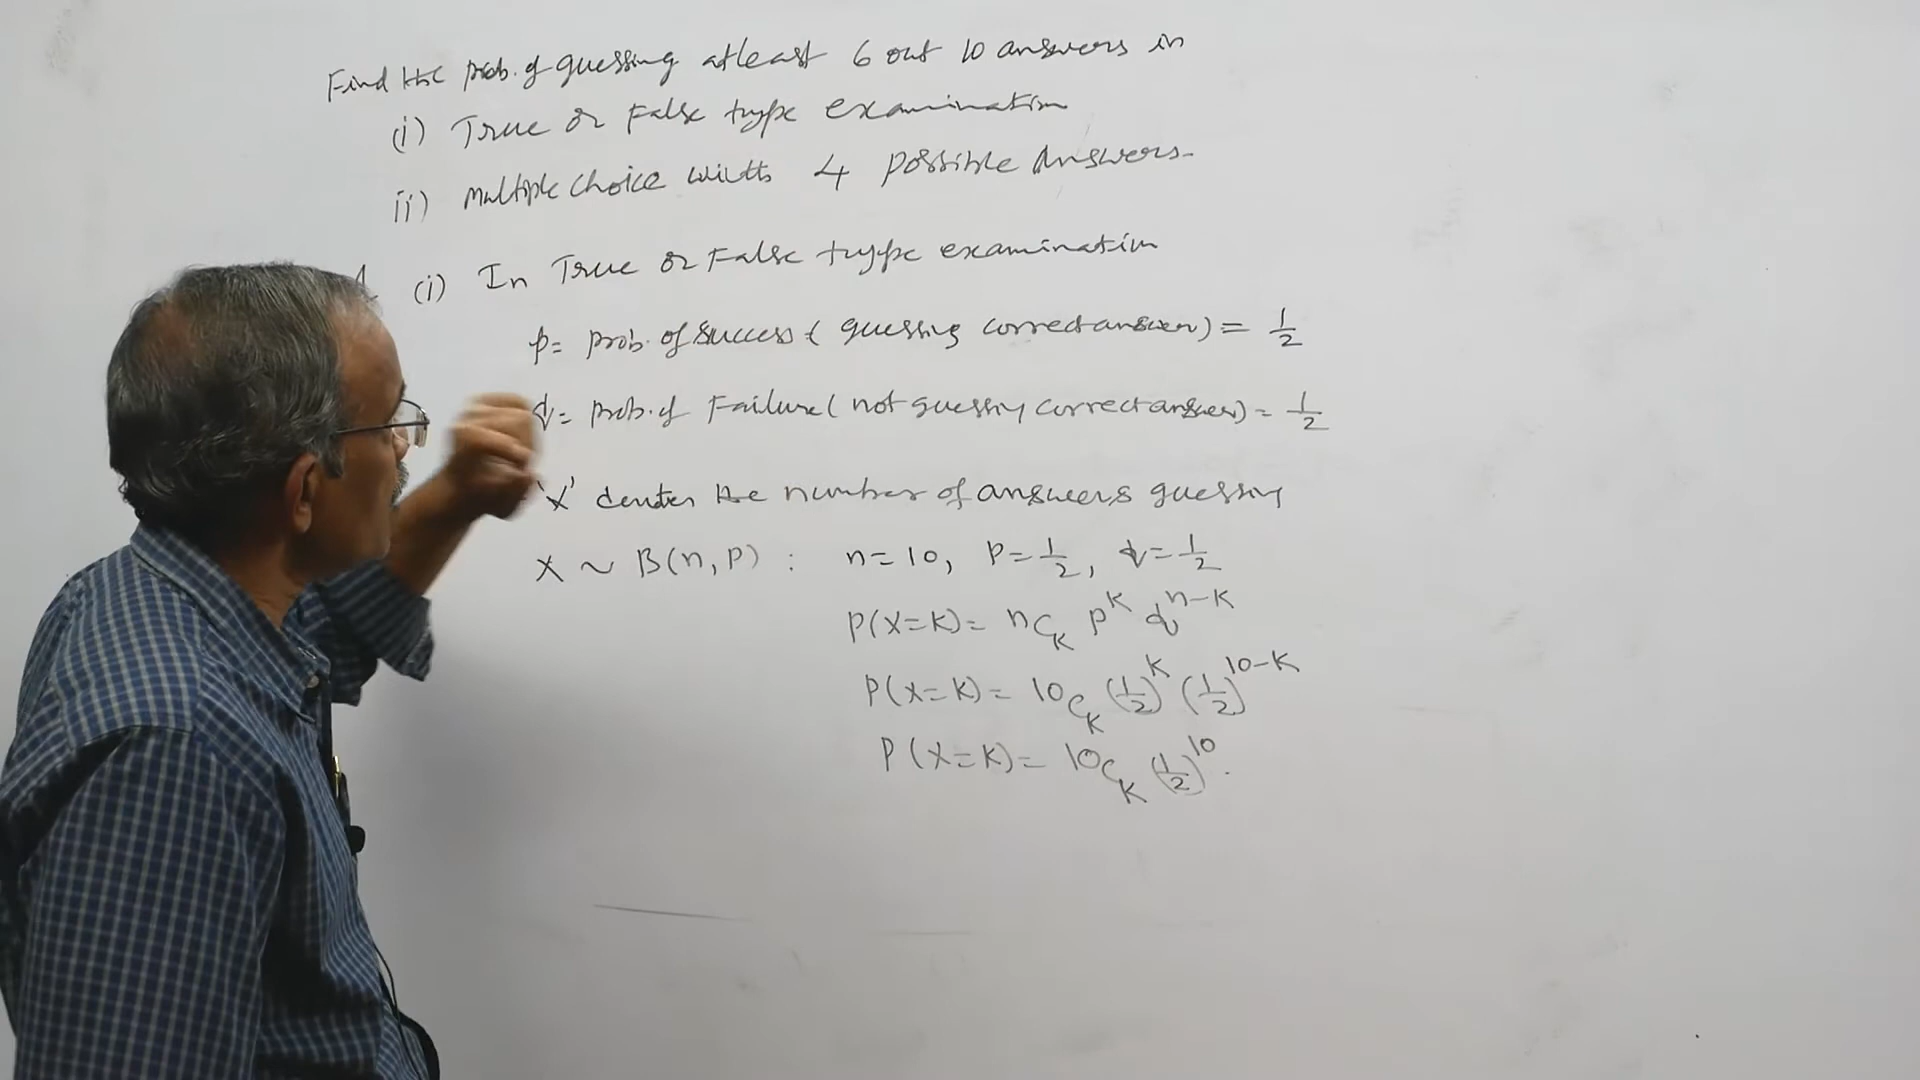 Find the prob. of guessing atleast 6 out 10 answers in
(i) True or False type examination
ii) Multiple choice with 4 possible Answers.
(i) In True or False type examination
p = prob. of success ( guessing correct answer) = 1/2
q = prob. of Failure ( not guessing correct answer) = 1/2
'X' denotes the number of answers guessing
X ~ B(n, p) : n = 10, p = 1/2, q = 1/2
P(X=K) = nC_K p^K q^{n-K}
P(X=K) = 10C_K (1/2)^K (1/2)^{10-K}
P(X=K) = 10C_K (1/2)^{10}.